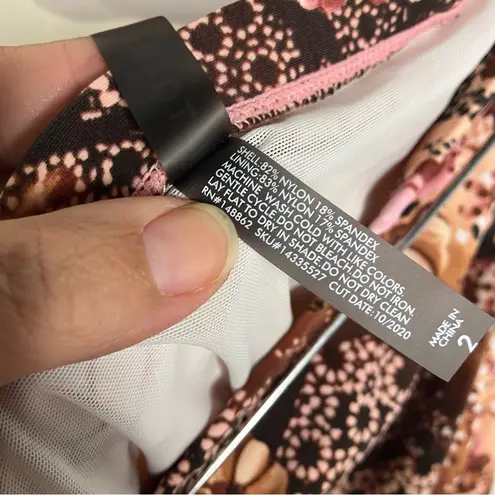 SHELL:82% NYLON 18% SPANDEX
LINING:83% NYLON 17% SPANDEX
MACHINE WASH COLD WITH LIKE COLORS.
GENTLE CYCLE.DO NOT BLEACH.DO NOT IRON.
LAY FLAT TO DRY IN SHADE.DO NOT DRY CLEAN
RN#148862 SKU#14335522
CUT DATE:10/2020
MADE IN
CHINA
2